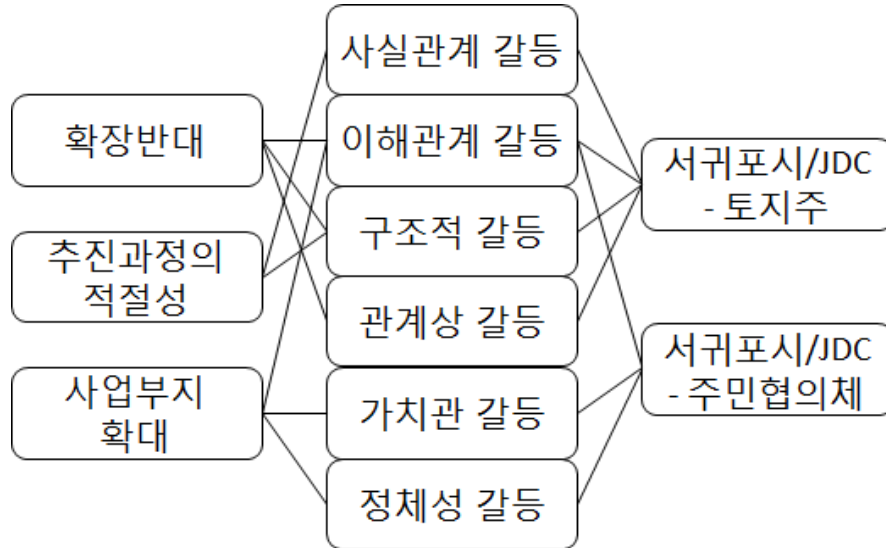 확장반대
추진과정의
적절성
사업부지
확대
사실관계 갈등
이해관계 갈등
구조적 갈등
관계상 갈등
가치관 갈등
정체성 갈등
서귀포시/JDC
- 토지주
서귀포시/JDC
- 주민협의체